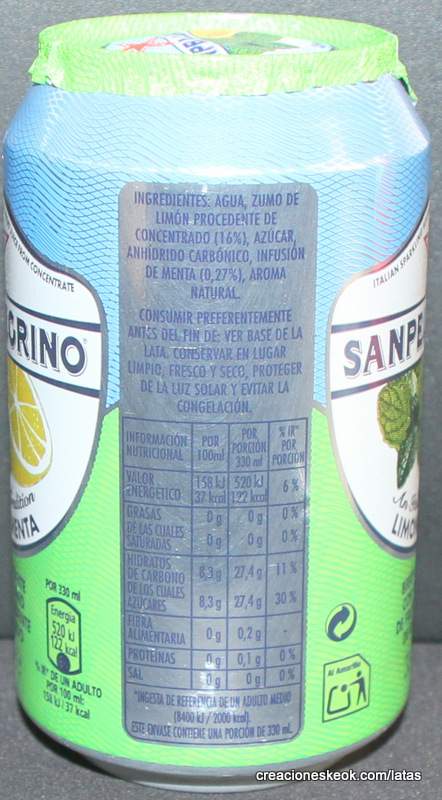 SANPEL
INGREDIENTES: AGUA, ZUMO DE
LIMÓN PROCEDENTE DE
CONCENTRADO (16%), AZÚCAR,
ANHÍDRIDO CARBÓNICO, INFUSIÓN
DE MENTA (0,27%), AROMA
NATURAL.
CONSUMIR PREFERENTEMENTE
ANTES DEL FIN DE: VER BASE DE LA
LATA. CONSERVAR EN LUGAR
LIMPIO, FRESCO Y SECO, PROTEGER
DE LA LUZ SOLAR Y EVITAR LA
CONGELACIÓN.
INFORMACIÓN NUTRICIONAL POR 100ml POR PORCIÓN 330 ml % IR* POR PORCIÓN
VALOR ENERGÉTICO 158 kJ 37 kcal 520 kJ 122 kcal 6 %
GRASAS 0g 0g 0%
DE LAS CUALES SATURADAS 0g 0g 0%
HIDRATOS DE CARBONO 8,3g 27,4g 11%
DE LOS CUALES AZÚCARES 8,3g 27,4g 30%
FIBRA ALIMENTARIA 0g 0,2g -
PROTEÍNAS 0g 0,1g 0%
SAL 0g 0g 0%
*INGESTA DE REFERENCIA DE UN ADULTO MEDIO
(8400 kJ / 2000 kcal).
ESTE ENVASE CONTIENE UNA PORCIÓN DE 330 ml.
FROM CONCENTRATE
ORINO
ENTA
POR 330 ml
Energía
520 kJ
122 kcal
6%
% IR* DE UN ADULTO
POR 100 ml:
158 kJ / 37 kcal
ITALIAN SPARKLING
SANPE
LIMO
Al Amarillo
creacioneskeok.com/latas